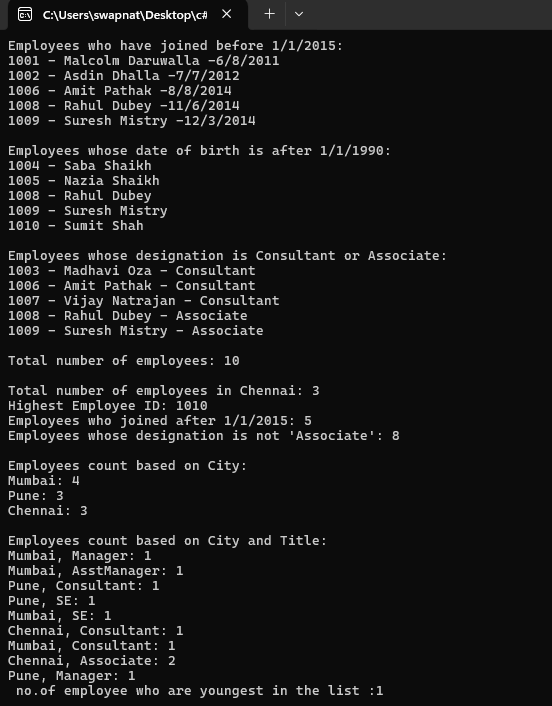 C:\Users\swapnat\Desktop\c#
Employees who have joined before 1/1/2015:
1001 - Malcolm Daruwalla -6/8/2011
1002 - Asdin Dhalla -7/7/2012
1006 - Amit Pathak -8/8/2014
1008 - Rahul Dubey -11/6/2014
1009 - Suresh Mistry -12/3/2014
Employees whose date of birth is after 1/1/1990:
1004 - Saba Shaikh
1005 - Nazia Shaikh
1008 - Rahul Dubey
1009 - Suresh Mistry
1010 - Sumit Shah
Employees whose designation is Consultant or Associate:
1003 - Madhavi Oza - Consultant
1006 - Amit Pathak - Consultant
1007 - Vijay Natrajan - Consultant
1008 - Rahul Dubey - Associate
1009 - Suresh Mistry - Associate
Total number of employees: 10
Total number of employees in Chennai: 3
Highest Employee ID: 1010
Employees who joined after 1/1/2015: 5
Employees whose designation is not 'Associate': 8
Employees count based on City:
Mumbai: 4
Pune: 3
Chennai: 3
Employees count based on City and Title:
Mumbai, Manager: 1
Mumbai, AsstManager: 1
Pune, Consultant: 1
Pune, SE: 1
Mumbai, SE: 1
Chennai, Consultant: 1
Mumbai, Consultant: 1
Chennai, Associate: 2
Pune, Manager: 1
no.of employee who are youngest in the list :1